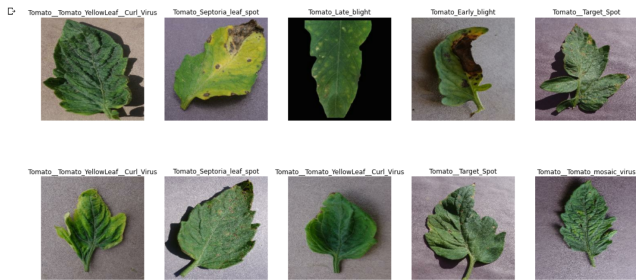 Tomato__Tomato_YellowLeaf__Curl_Virus
Tomato_Septoria_leaf_spot
Tomato_Late_blight
Tomato_Early_blight
Tomato__Target_Spot
Tomato__Tomato_YellowLeaf__Curl_Virus
Tomato_Septoria_leaf_spot
Tomato__Tomato_YellowLeaf__Curl_Virus
Tomato__Target_Spot
Tomato__Tomato_mosaic_virus